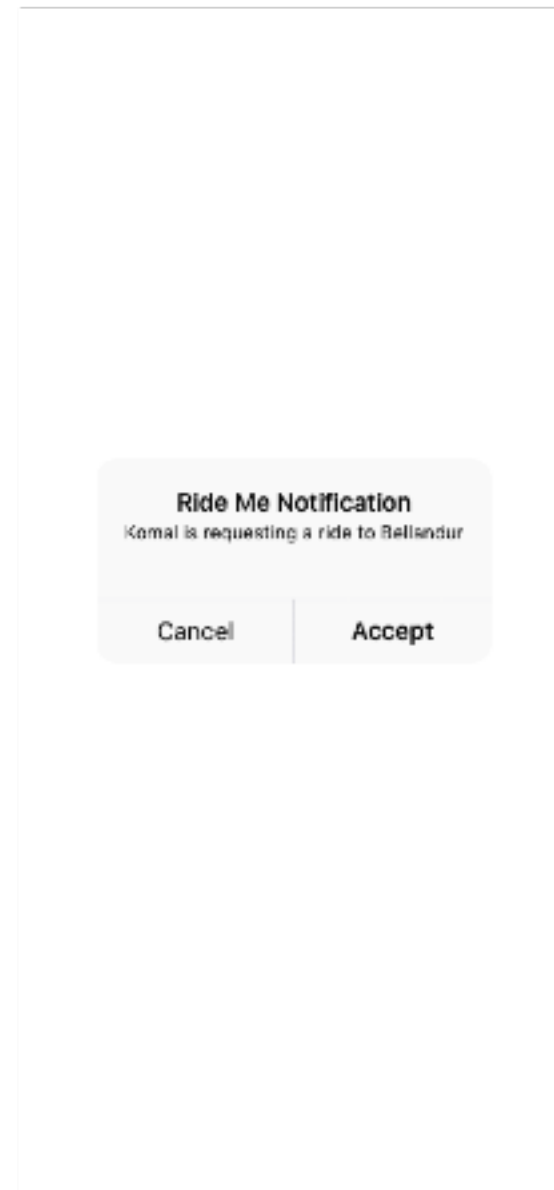 Ride Me Notification
Komal is requesting a ride to Bellandur
Cancel
Accept